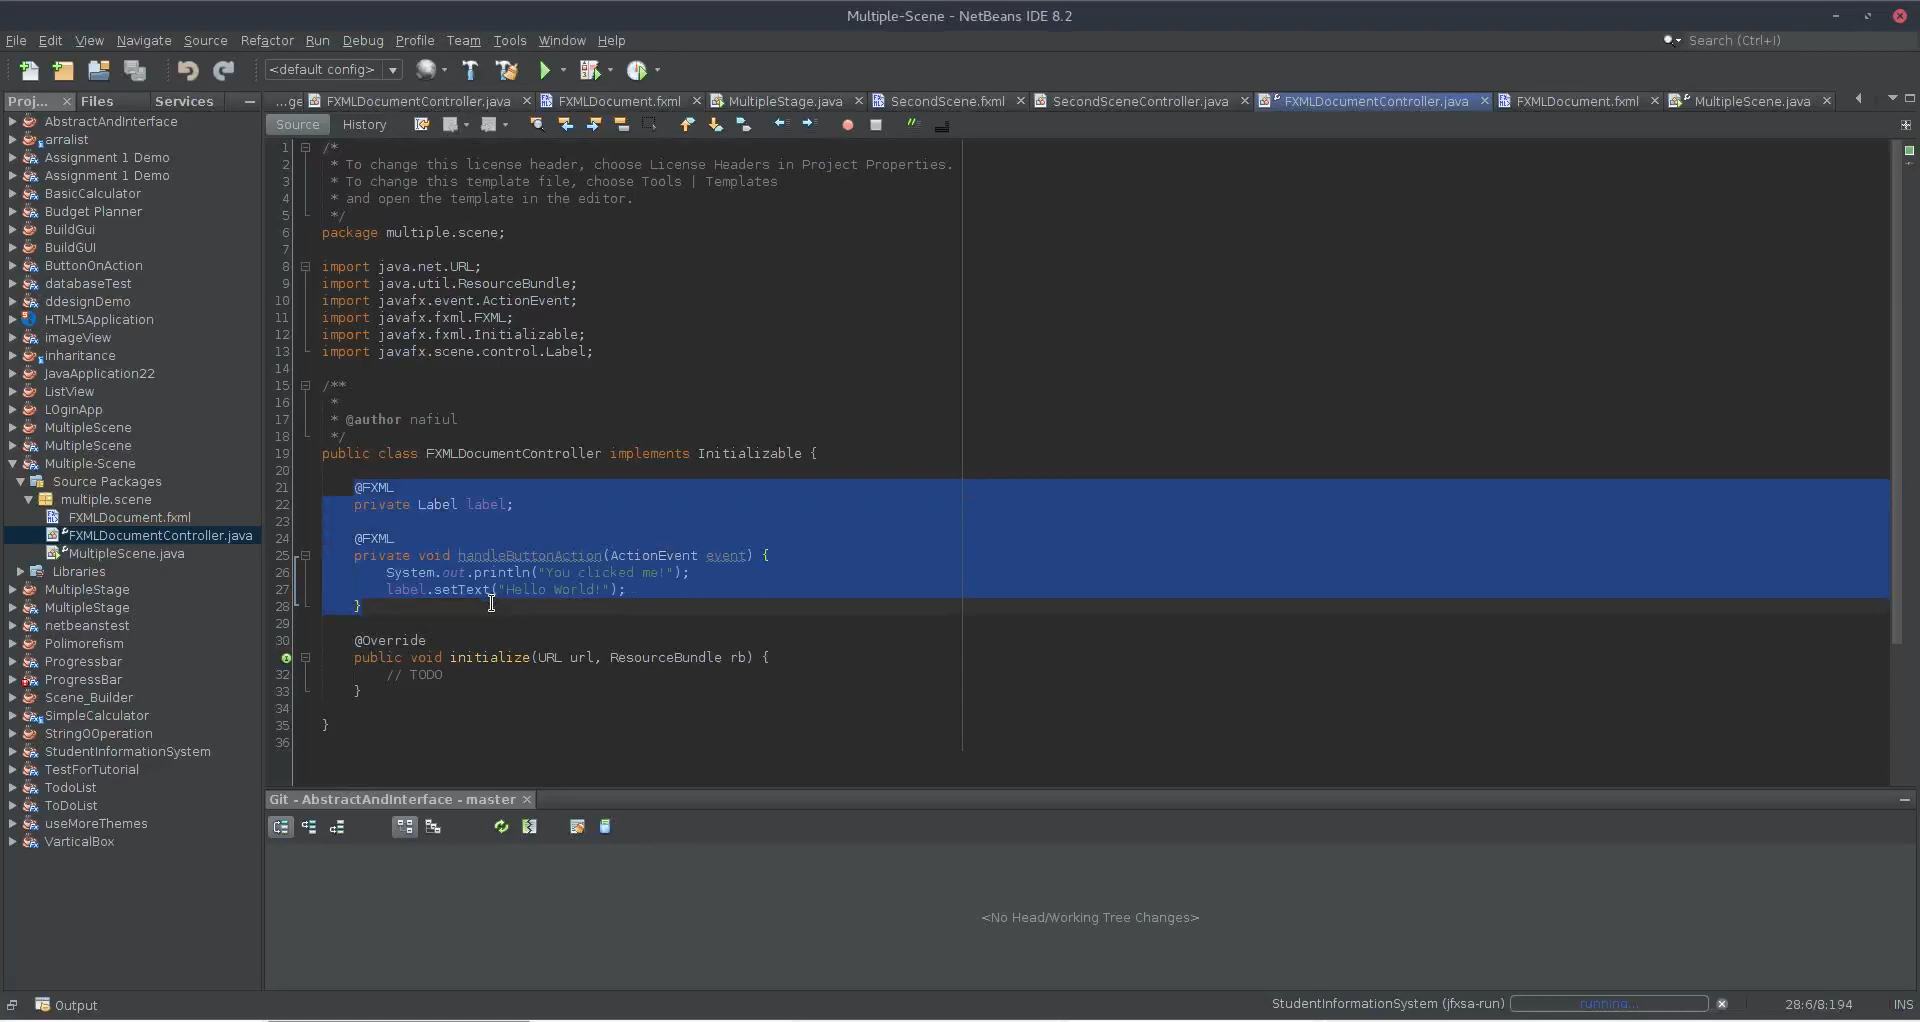 Multiple-Scene - NetBeans IDE 8.2
File Edit View Navigate Source Refactor Run Debug Profile Team Tools Window Help
Search (Ctrl+I)
<default config>
Proj... Files Services
...ge FXMLDocumentController.java FXMLDocument.fxml MultipleStage.java SecondScene.fxml SecondSceneController.java FXMLDocumentController.java FXMLDocument.fxml MultipleScene.java
Source History
AbstractAndInterface
arralist
Assignment 1 Demo
Assignment 1 Demo
BasicCalculator
Budget Planner
BuildGui
BuildGUI
ButtonOnAction
databaseTest
ddesignDemo
HTML5Application
imageView
inheritance
JavaApplication22
ListView
LOginApp
MultipleScene
MultipleScene
Multiple-Scene
Source Packages
multiple.scene
FXMLDocument.fxml
FXMLDocumentController.java
MultipleScene.java
Libraries
MultipleStage
MultipleStage
netbeanstest
Polimorefism
Progressbar
ProgressBar
Scene_Builder
SimpleCalculator
StringOOperation
StudentInformationSystem
TestForTutorial
TodoList
ToDoList
useMoreThemes
VarticalBox
1 /*
2 * To change this license header, choose License Headers in Project Properties.
3 * To change this template file, choose Tools | Templates
4 * and open the template in the editor.
5 */
6 package multiple.scene;
7
8 import java.net.URL;
9 import java.util.ResourceBundle;
10 import javafx.event.ActionEvent;
11 import javafx.fxml.FXML;
12 import javafx.fxml.Initializable;
13 import javafx.scene.control.Label;
14
15 /**
16 *
17 * @author nafiul
18 */
19 public class FXMLDocumentController implements Initializable {
20
21 @FXML
22 private Label label;
23
24 @FXML
25 private void handleButtonAction(ActionEvent event) {
26 System.out.println("You clicked me!");
27 label.setText("Hello World!");
28 }
29
30 @Override
public void initialize(URL url, ResourceBundle rb) {
32 // TODO
33 }
34
35 }
36
Git - AbstractAndInterface - master
<No Head/Working Tree Changes>
Output
StudentInformationSystem (jfxsa-run) running... 28:6/8:194 INS